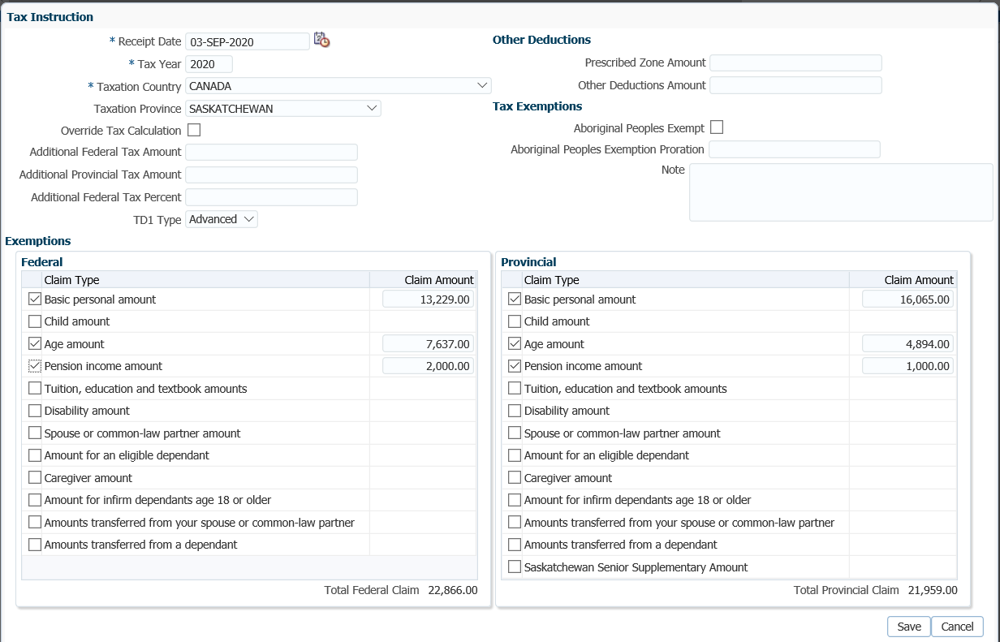 Tax Instruction
* Receipt Date 03-SEP-2020
* Tax Year 2020
* Taxation Country CANADA
Taxation Province SASKATCHEWAN
Override Tax Calculation
Additional Federal Tax Amount
Additional Provincial Tax Amount
Additional Federal Tax Percent
TD1 Type Advanced
Other Deductions
Prescribed Zone Amount
Other Deductions Amount
Tax Exemptions
Aboriginal Peoples Exempt
Aboriginal Peoples Exemption Proration
Note
Exemptions
Federal
Claim Type Claim Amount
Basic personal amount 13,229.00
Child amount
Age amount 7,637.00
Pension income amount 2,000.00
Tuition, education and textbook amounts
Disability amount
Spouse or common-law partner amount
Amount for an eligible dependant
Caregiver amount
Amount for infirm dependants age 18 or older
Amounts transferred from your spouse or common-law partner
Amounts transferred from a dependant
Total Federal Claim 22,866.00
Provincial
Claim Type Claim Amount
Basic personal amount 16,065.00
Child amount
Age amount 4,894.00
Pension income amount 1,000.00
Tuition, education and textbook amounts
Disability amount
Spouse or common-law partner amount
Amount for an eligible dependant
Caregiver amount
Amount for infirm dependants age 18 or older
Amounts transferred from your spouse or common-law partner
Amounts transferred from a dependant
Saskatchewan Senior Supplementary Amount
Total Provincial Claim 21,959.00
Save Cancel